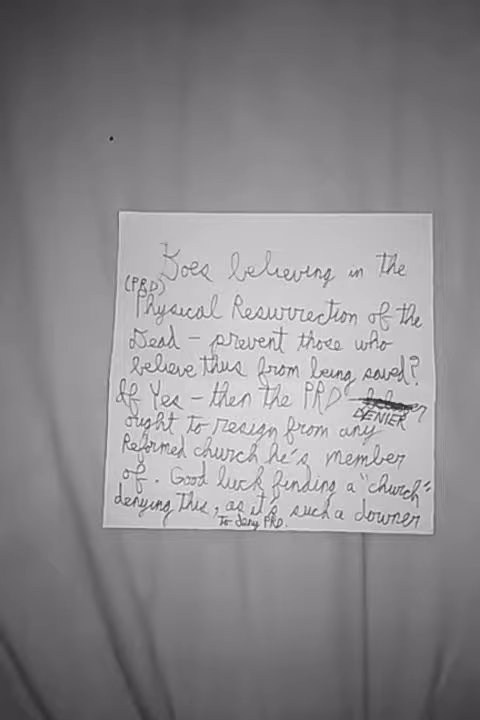 Does believing in the
(PRD)
Physical Resurrection of the
Dead - prevent those who
believe thus from being saved?
If Yes - then the PRD
DENIER
ought to resign from any
Reformed church he's member
of. Good luck finding a "church"
denying this, as it's such a downer
To Deny PRD.